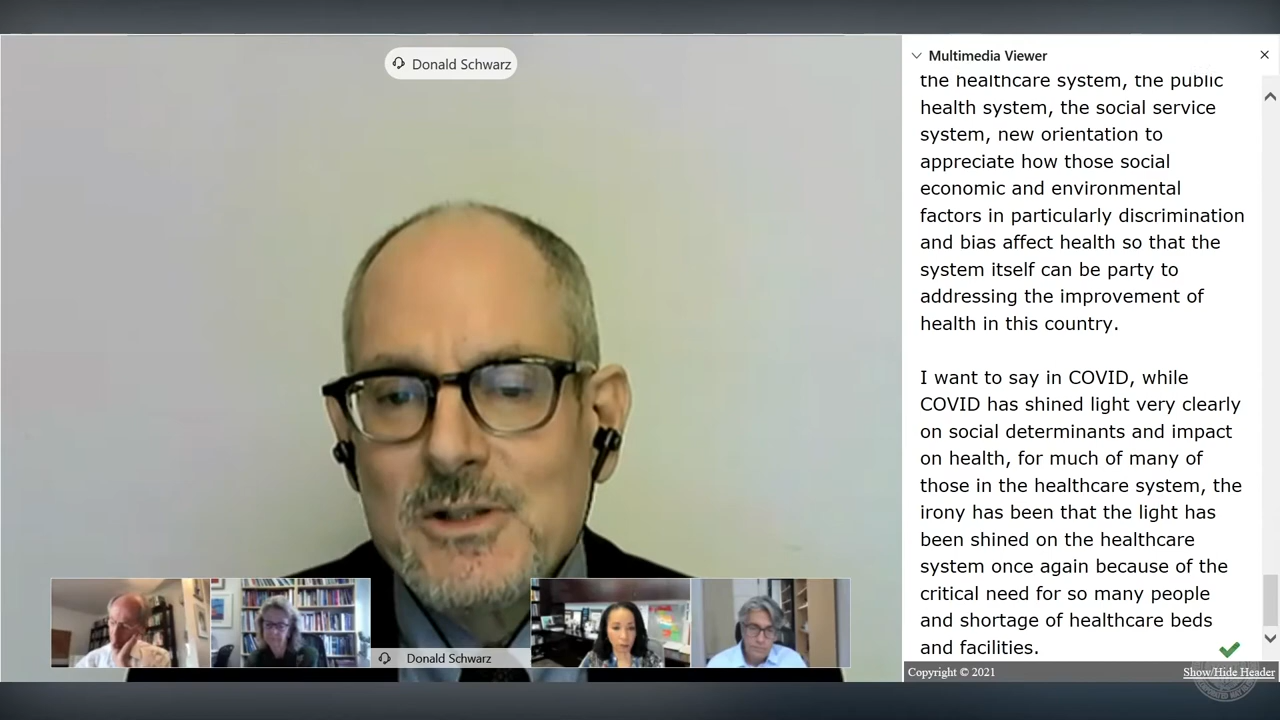 Donald Schwarz
Donald Schwarz
Multimedia Viewer
the healthcare system, the public
health system, the social service
system, new orientation to
appreciate how those social
economic and environmental
factors in particularly discrimination
and bias affect health so that the
system itself can be party to
addressing the improvement of
health in this country.
I want to say in COVID, while
COVID has shined light very clearly
on social determinants and impact
on health, for much of many of
those in the healthcare system, the
irony has been that the light has
been shined on the healthcare
system once again because of the
critical need for so many people
and shortage of healthcare beds
and facilities.
Copyright © 2021
Show/Hide Header